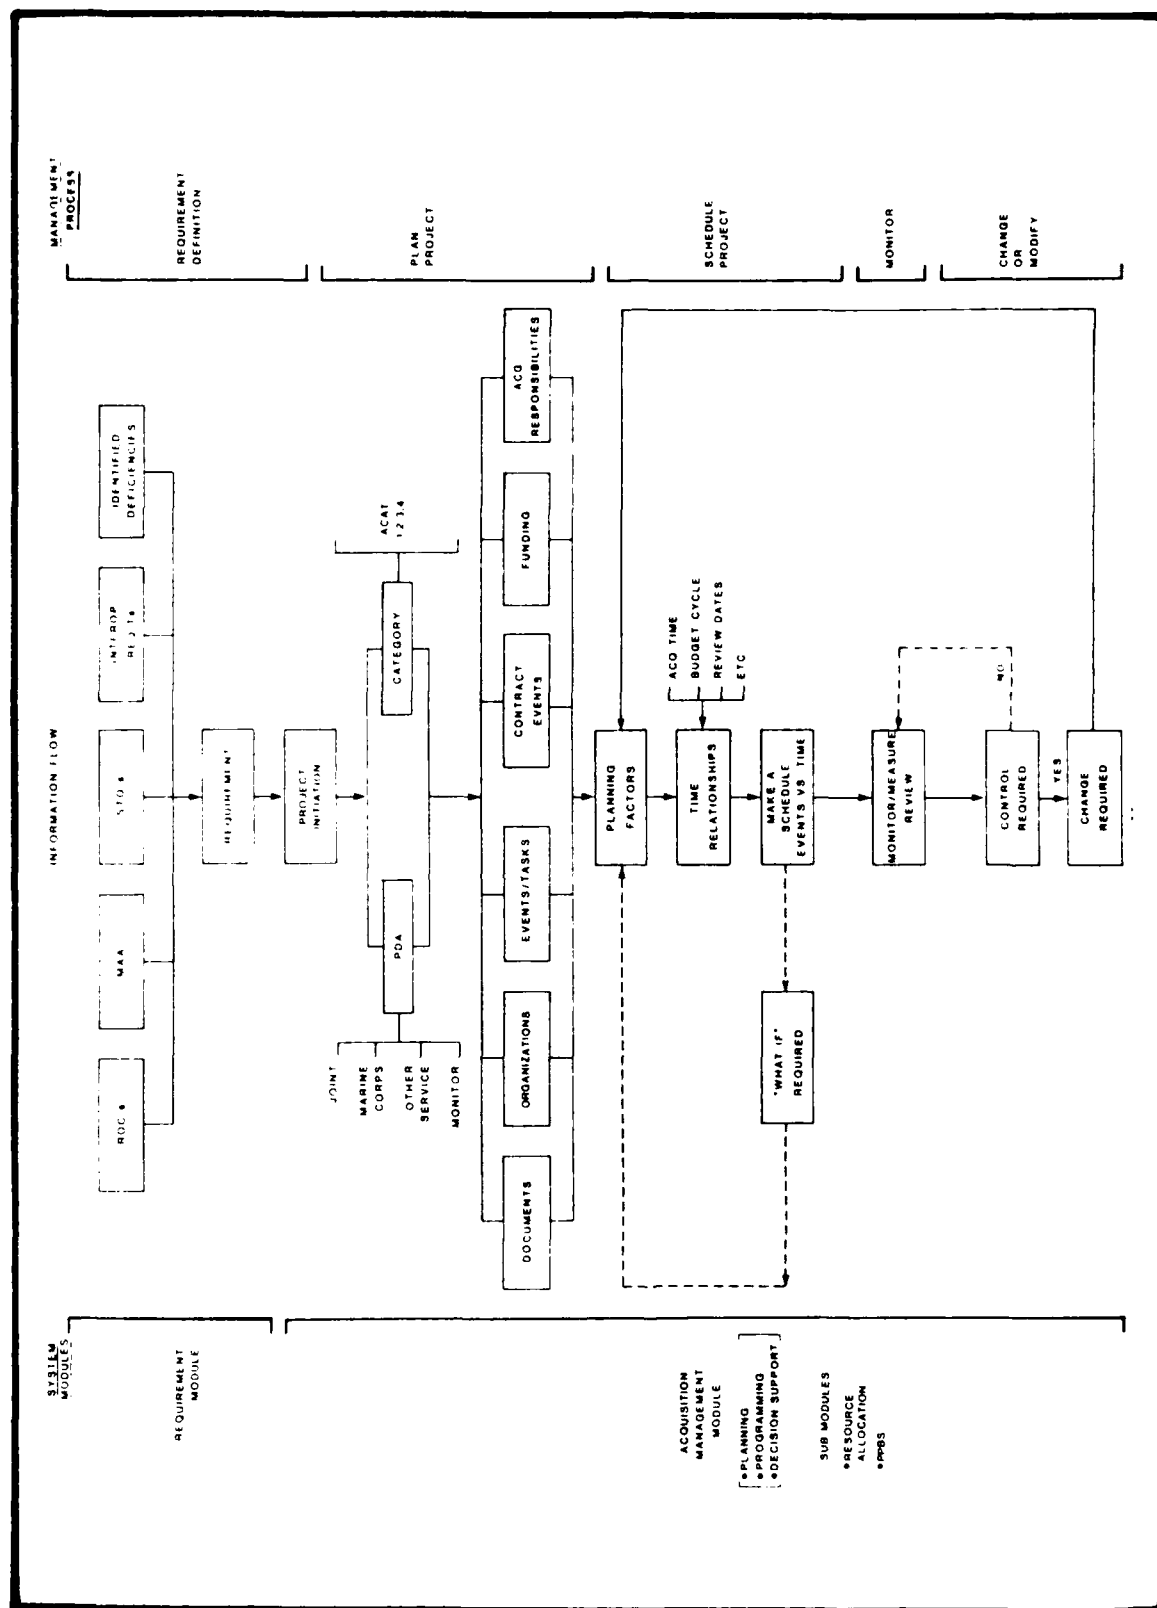 SYSTEM
MODULES
INFORMATION FLOW
MANAGEMENT
PROCESS
REQUIREMENT
MODULE
ROC s
MAA
STO s
INTEROP
REQTs
IDENTIFIED
DEFICIENCIES
REQUIREMENT
DEFINITION
REQUIREMENT
PROJECT
INITIATION
JOINT
MARINE
CORPS
OTHER
SERVICE
MONITOR
PDA
CATEGORY
ACAT
1 2 3 4
PLAN
PROJECT
DOCUMENTS
ORGANIZATIONS
EVENTS/TASKS
CONTRACT
EVENTS
FUNDING
ACQ
RESPONSIBILITIES
ACQUISITION
MANAGEMENT
MODULE
•PLANNING
•PROGRAMMING
•DECISION SUPPORT
SUB MODULES
•RESOURCE
ALLOCATION
•PPBS
PLANNING
FACTORS
TIME
RELATIONSHIPS
ACQ TIME
BUDGET CYCLE
REVIEW DATES
ETC
"WHAT IF"
REQUIRED
MAKE A
SCHEDULE
EVENTS VS TIME
SCHEDULE
PROJECT
MONITOR/MEASURE
REVIEW
MONITOR
CONTROL
REQUIRED
NO
YES
CHANGE
REQUIRED
CHANGE
OR
MODIFY